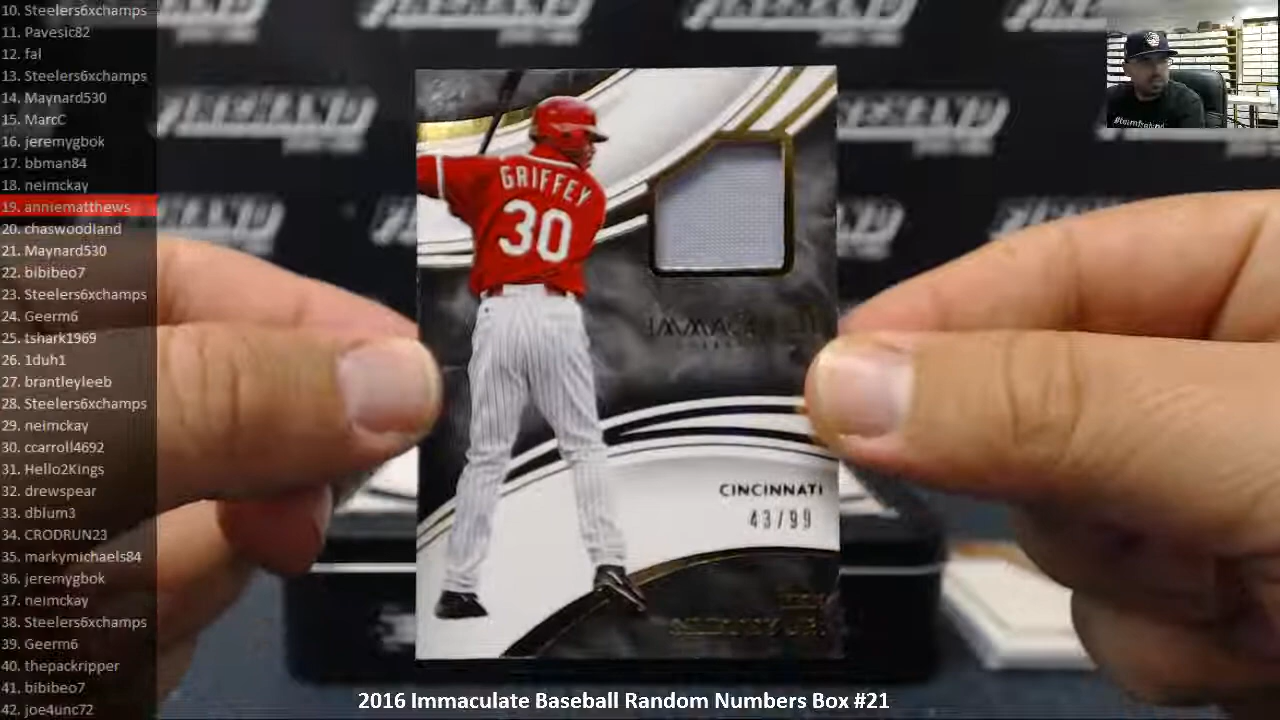 10. Steelers6xchamps
11. Pavesic82
12. fal
13. Steelers6xchamps
14. Maynard530
15. MarcC
16. jeremygbok
17. bbman84
18. neimckay
19. anniematthews
20. chaswoodland
21. Maynard530
22. bibibeo7
23. Steelers6xchamps
24. Geerm6
25. tshark1969
26. 1duh1
27. brantleyleeb
28. Steelers6xchamps
29. neimckay
30. ccarroll4692
31. Hello2Kings
32. drewspear
33. dblum3
34. CRODRUN23
35. markymichaels84
36. jeremygbok
37. neimckay
38. Steelers6xchamps
39. Geerm6
40. thepackripper
41. bibibeo7
42. joe4unc72
GRIFFEY
30
CINCINNATI
43/99
2016 Immaculate Baseball Random Numbers Box #21